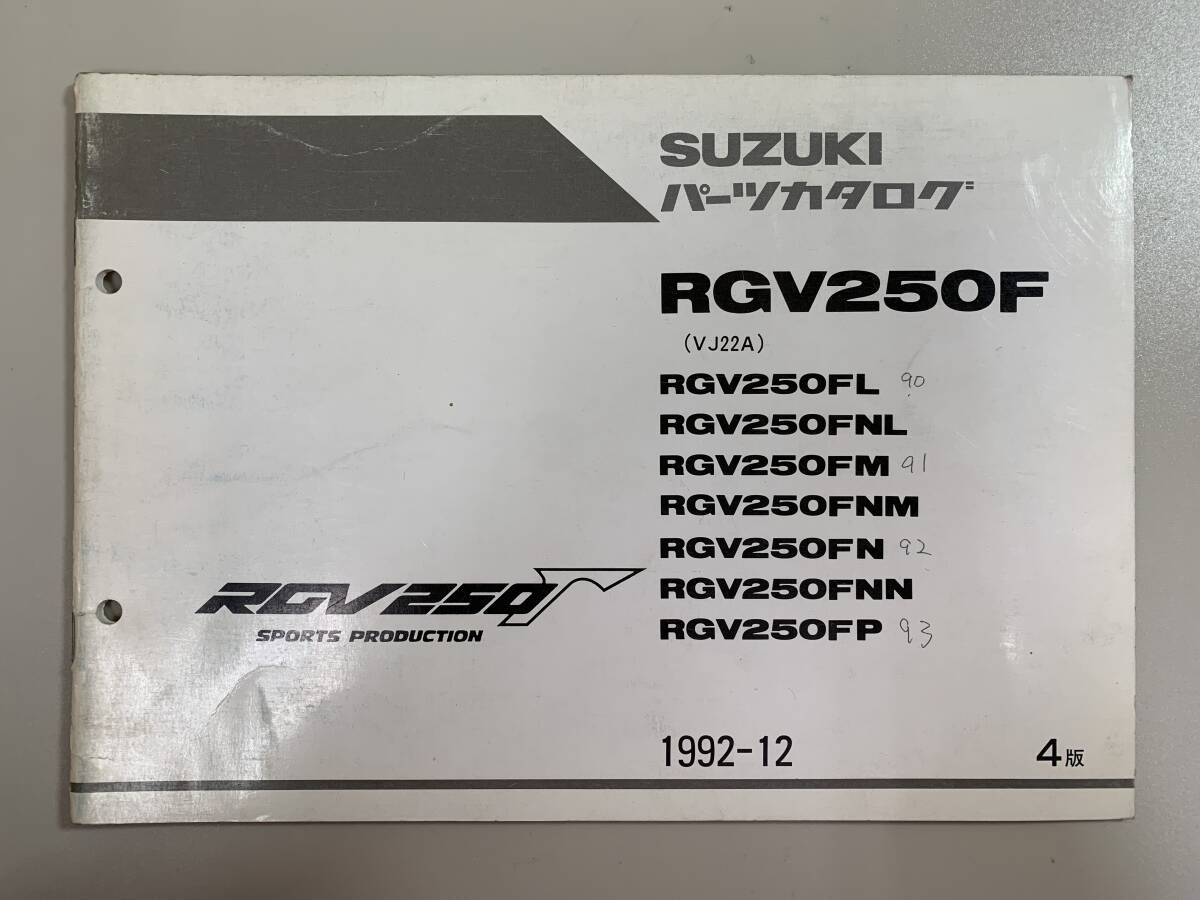 SUZUKI
パーツカタログ
RGV250F
(VJ22A)
RGV250FL 90
RGV250FNL
RGV250FM 91
RGV250FNM
RGV250FN 92
RGV250FNN
RGV250FP 93
RGV250Γ
SPORTS PRODUCTION
1992-12
4版